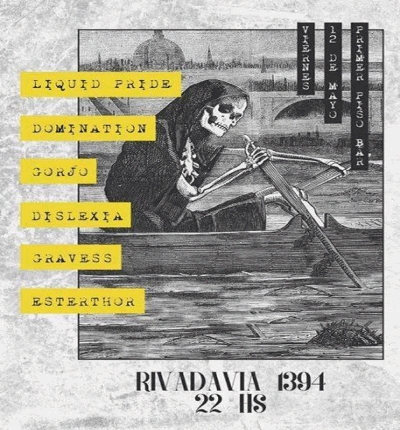 LIQUID PRIDE
DOMINATION
GORJO
DISLEXIA
GRAVESS
ESTERTHOR
VIERNES
12 DE MAYO
PRIMER PISO BAR
RIVADAVIA 1394
22 HS